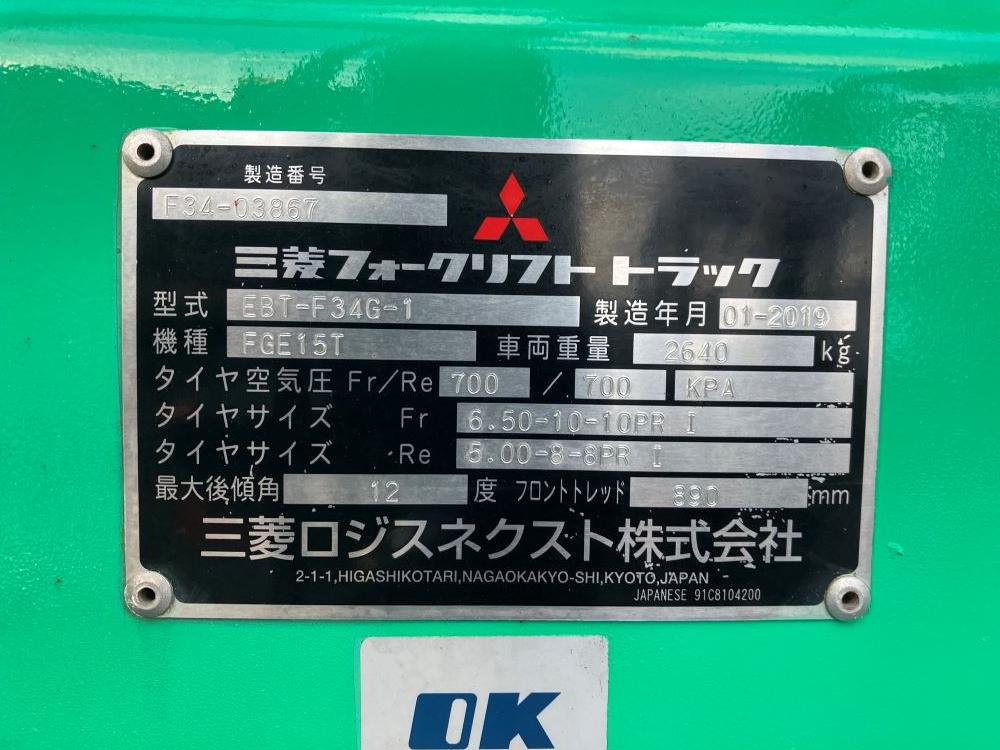 製造番号
F34-03867
三菱フォークリフト トラック
型式 EBT-F34G-1 製造年月 01-2019
機種 FGE15T 車両重量 2640 kg
タイヤ空気圧 Fr/Re 700 / 700 KPA
タイヤサイズ Fr 6.50-10-10PR I
タイヤサイズ Re 5.00-8-8PR I
最大後傾角 12 度 フロントトレッド 890 mm
三菱ロジスネクスト株式会社
2-1-1,HIGASHIKOTARI,NAGAOKAKYO-SHI,KYOTO,JAPAN
JAPANESE 91C8104200
OK